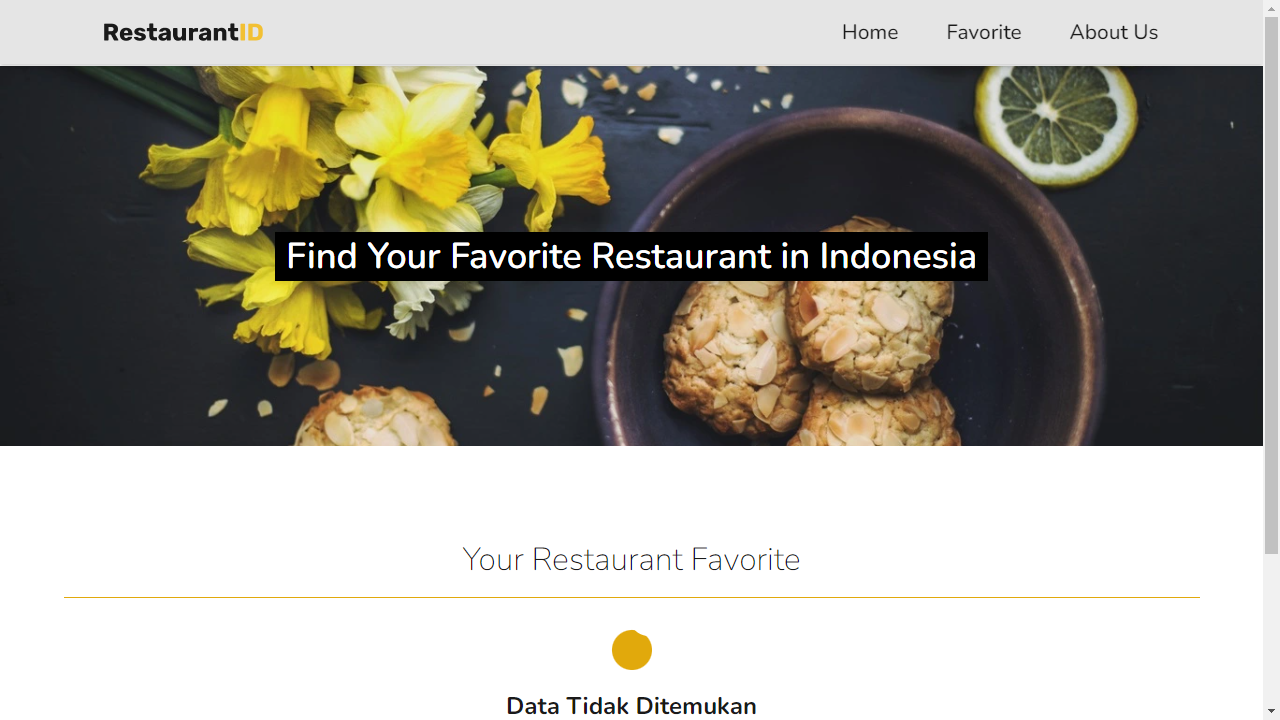 RestaurantID
Home
Favorite
About Us
Find Your Favorite Restaurant in Indonesia
Your Restaurant Favorite
Data Tidak Ditemukan